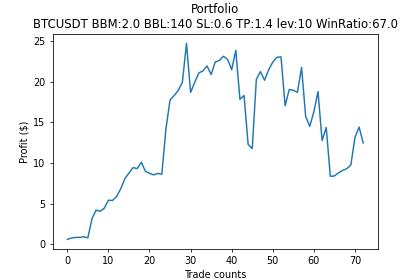 Portfolio
BTCUSDT BBM:2.0 BBL:140 SL:0.6 TP:1.4 lev:10 WinRatio:67.0
25
20
15
10
5
0
Profit ($)
0 10 20 30 40 50 60 70
Trade counts